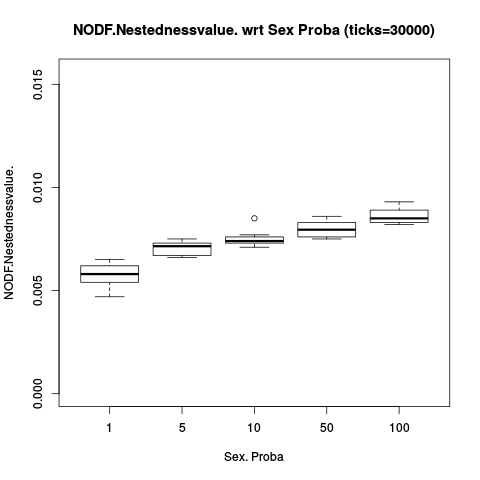 NODF.Nestednessvalue. wrt Sex Proba (ticks=30000)
0.015
0.010
0.005
0.000
NODF.Nestednessvalue.
1 5 10 50 100
Sex. Proba